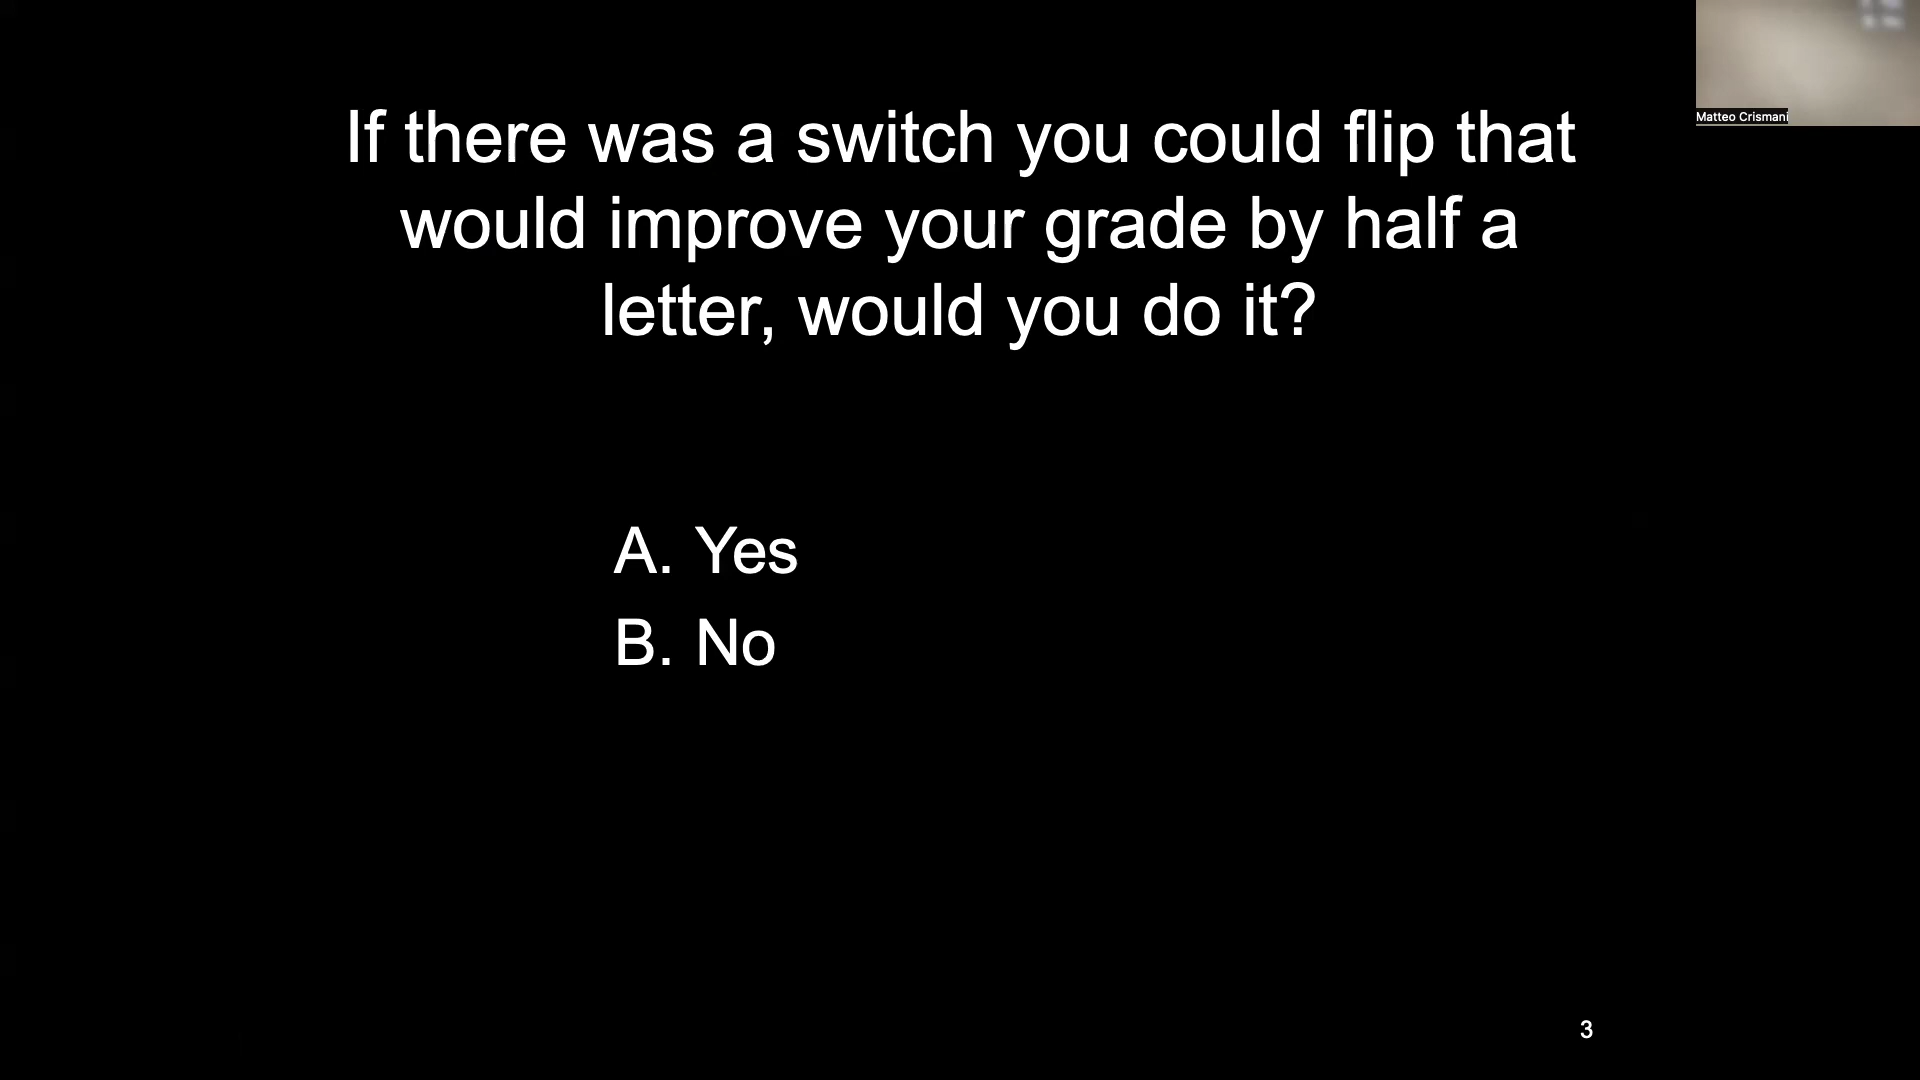 If there was a switch you could flip that
would improve your grade by half a
letter, would you do it?
A. Yes
B. No
Matteo Crismani
3